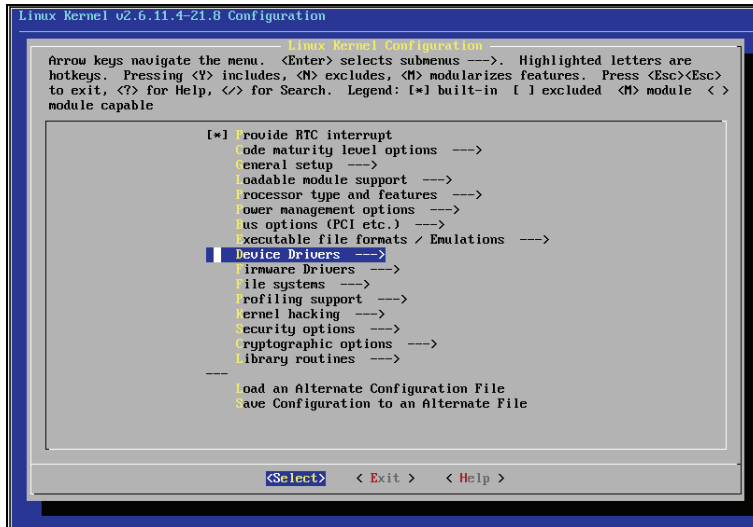 Linux Kernel v2.6.11.4-21.8 Configuration
Linux Kernel Configuration
Arrow keys navigate the menu. <Enter> selects submenus --->. Highlighted letters are
hotkeys. Pressing <Y> includes, <N> excludes, <M> modularizes features. Press <Esc><Esc>
to exit, <?> for Help, </> for Search. Legend: [*] built-in [ ] excluded <M> module < >
module capable
[*] Provide RTC interrupt
Code maturity level options --->
General setup --->
Loadable module support --->
Processor type and features --->
Power management options --->
Bus options (PCI etc.) --->
Executable file formats / Emulations --->
Device Drivers --->
Firmware Drivers --->
File systems --->
Profiling support --->
Kernel hacking --->
Security options --->
Cryptographic options --->
Library routines --->
---
Load an Alternate Configuration File
Save Configuration to an Alternate File
<Select> < Exit > < Help >